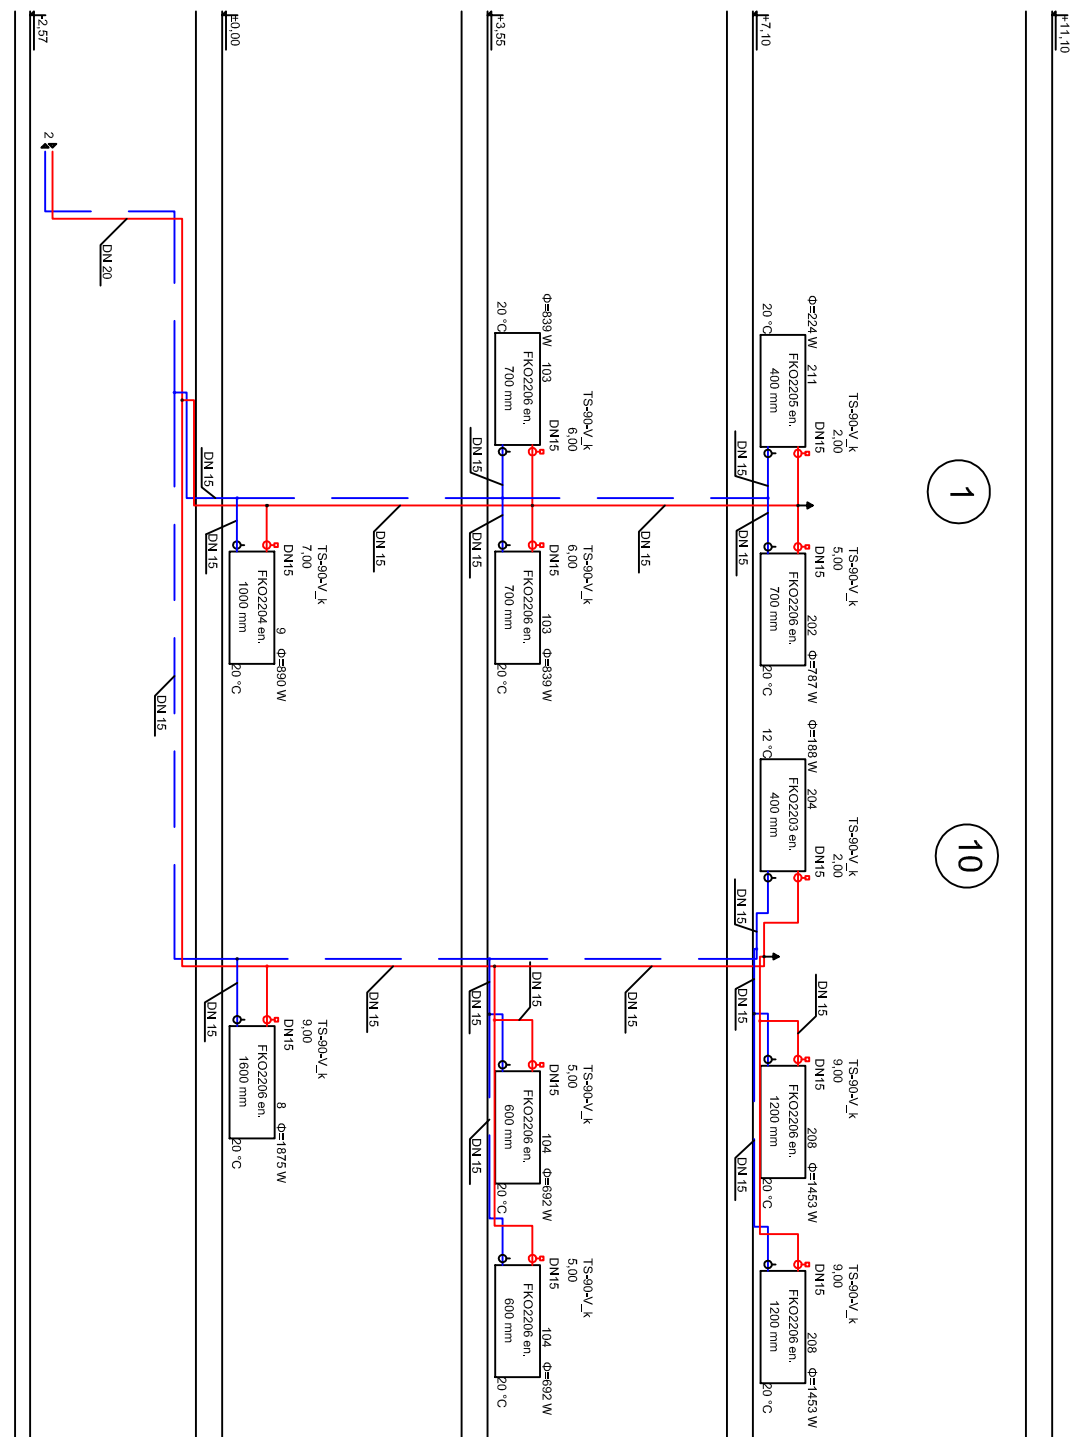 +11,10
+7,10
+3,55
±0,00
-2,57
1
10
Φ=224 W 211
FKO2205 en.
400 mm
20 °C
TS-90-V_k
2,00
DN15
DN 15
TS-90-V_k
5,00
DN15
202 Φ=787 W
FKO2206 en.
700 mm
20 °C
DN 15
Φ=188 W 204
FKO2203 en.
400 mm
12 °C
TS-90-V_k
2,00
DN15
DN 15
DN 15
DN 15
TS-90-V_k
9,00
DN15
208 Φ=1453 W
FKO2206 en.
1200 mm
20 °C
DN 15
TS-90-V_k
9,00
DN15
208 Φ=1453 W
FKO2206 en.
1200 mm
20 °C
DN 15
DN 15
Φ=839 W 103
FKO2206 en.
700 mm
20 °C
TS-90-V_k
6,00
DN15
DN 15
TS-90-V_k
6,00
DN15
103 Φ=839 W
FKO2206 en.
700 mm
20 °C
DN 15
DN 15
DN 15
TS-90-V_k
5,00
DN15
104 Φ=692 W
FKO2206 en.
600 mm
20 °C
DN 15
TS-90-V_k
5,00
DN15
104 Φ=692 W
FKO2206 en.
600 mm
20 °C
DN 15
DN 15
DN 15
DN 15
TS-90-V_k
7,00
DN15
9 Φ=890 W
FKO2204 en.
1000 mm
20 °C
DN 15
TS-90-V_k
9,00
DN15
8 Φ=1875 W
FKO2206 en.
1600 mm
20 °C
2
DN 20
DN 15